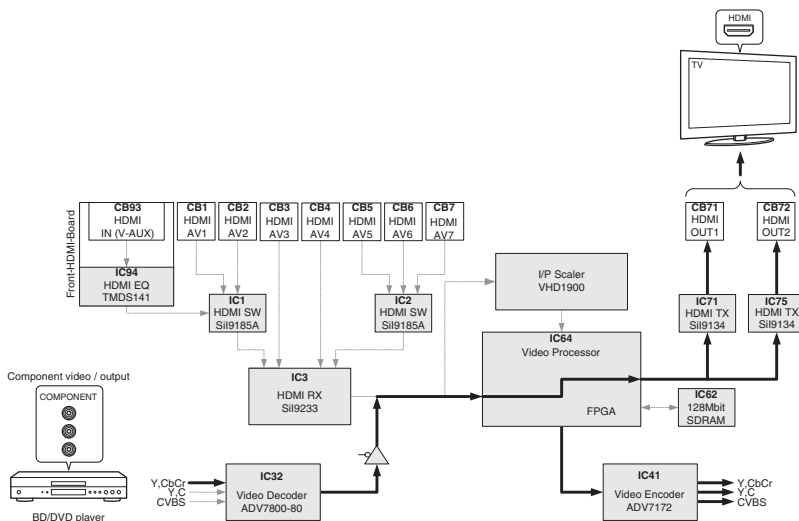 HDMI
TV
CB93
HDMI
IN (V-AUX)
CB1
HDMI
AV1
CB2
HDMI
AV2
CB3
HDMI
AV3
CB4
HDMI
AV4
CB5
HDMI
AV5
CB6
HDMI
AV6
CB7
HDMI
AV7
CB71
HDMI
OUT1
CB72
HDMI
OUT2
Front-HDMI-Board
IC94
HDMI EQ
TMDS141
IC1
HDMI SW
SiI9185A
IC2
HDMI SW
SiI9185A
I/P Scaler
VHD1900
IC71
HDMI TX
SiI9134
IC75
HDMI TX
SiI9134
IC64
Video Processor
FPGA
IC3
HDMI RX
SiI9233
IC62
128Mbit
SDRAM
Component video / output
COMPONENT
BD/DVD player
Y,CbCr
Y,C
CVBS
IC32
Video Decoder
ADV7800-80
IC41
Video Encoder
ADV7172
Y,CbCr
Y,C
CVBS